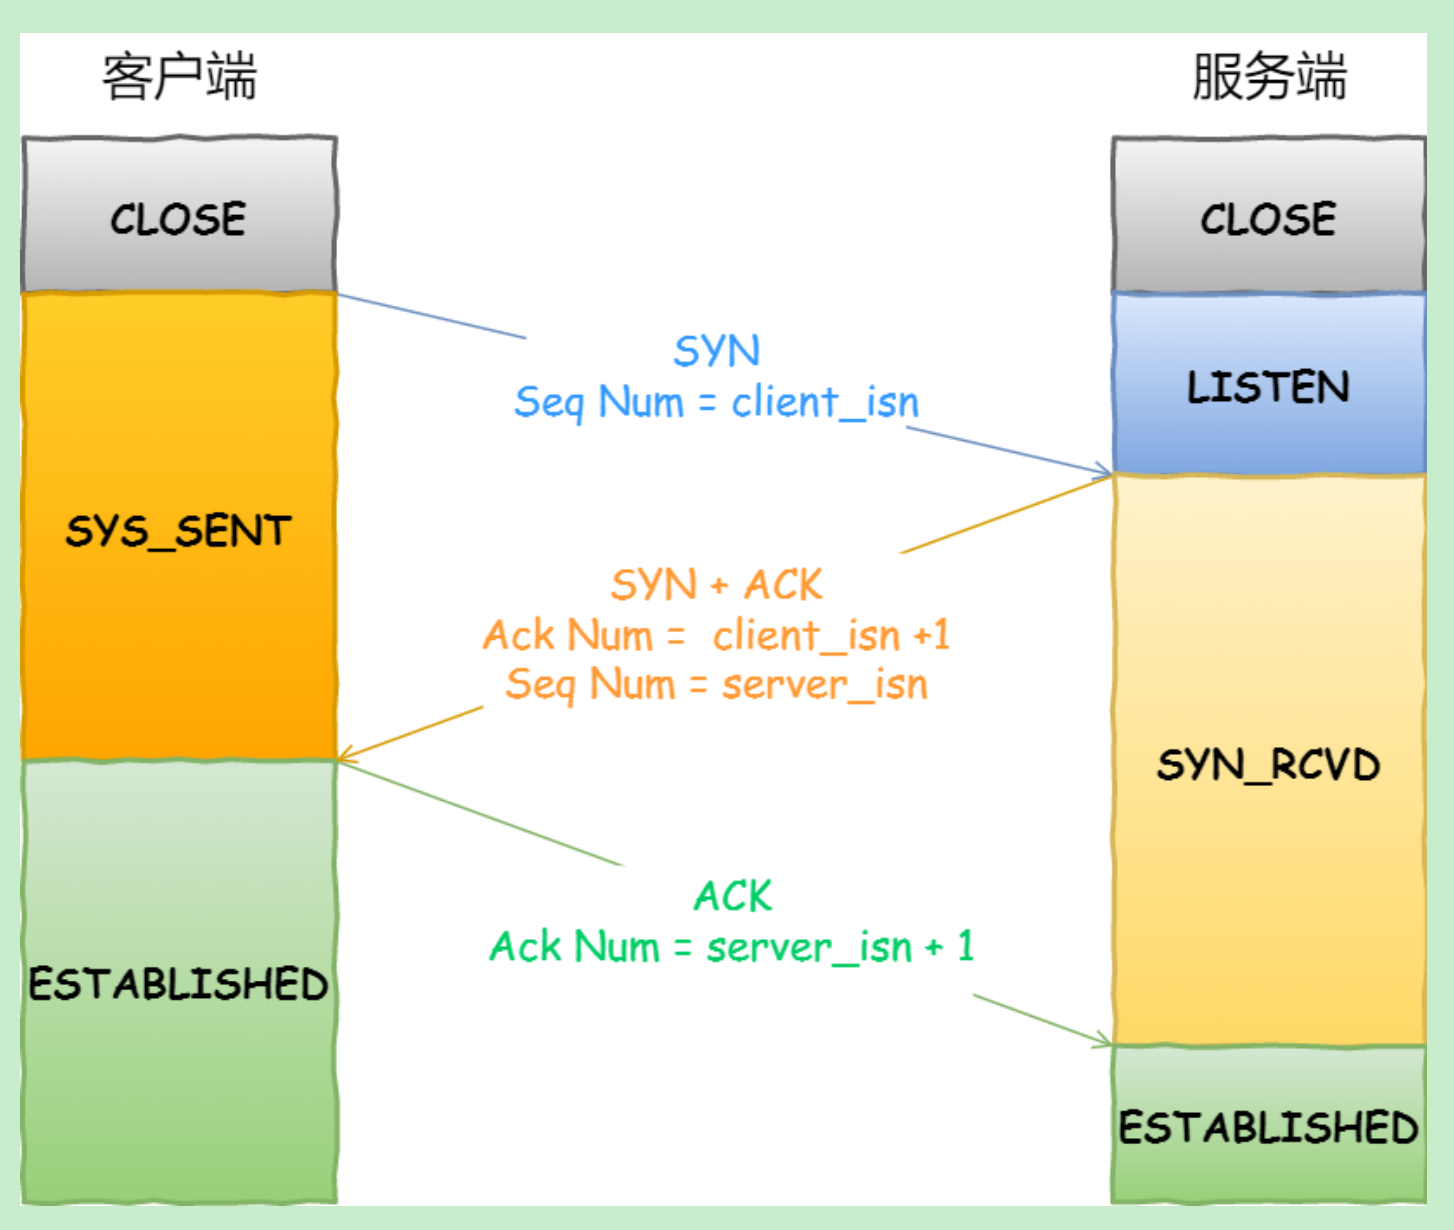 客户端
服务端
CLOSE
CLOSE
SYN
Seq Num = client_isn
LISTEN
SYS_SENT
SYN + ACK
Ack Num = client_isn +1
Seq Num = server_isn
SYN_RCVD
ACK
Ack Num = server_isn + 1
ESTABLISHED
ESTABLISHED